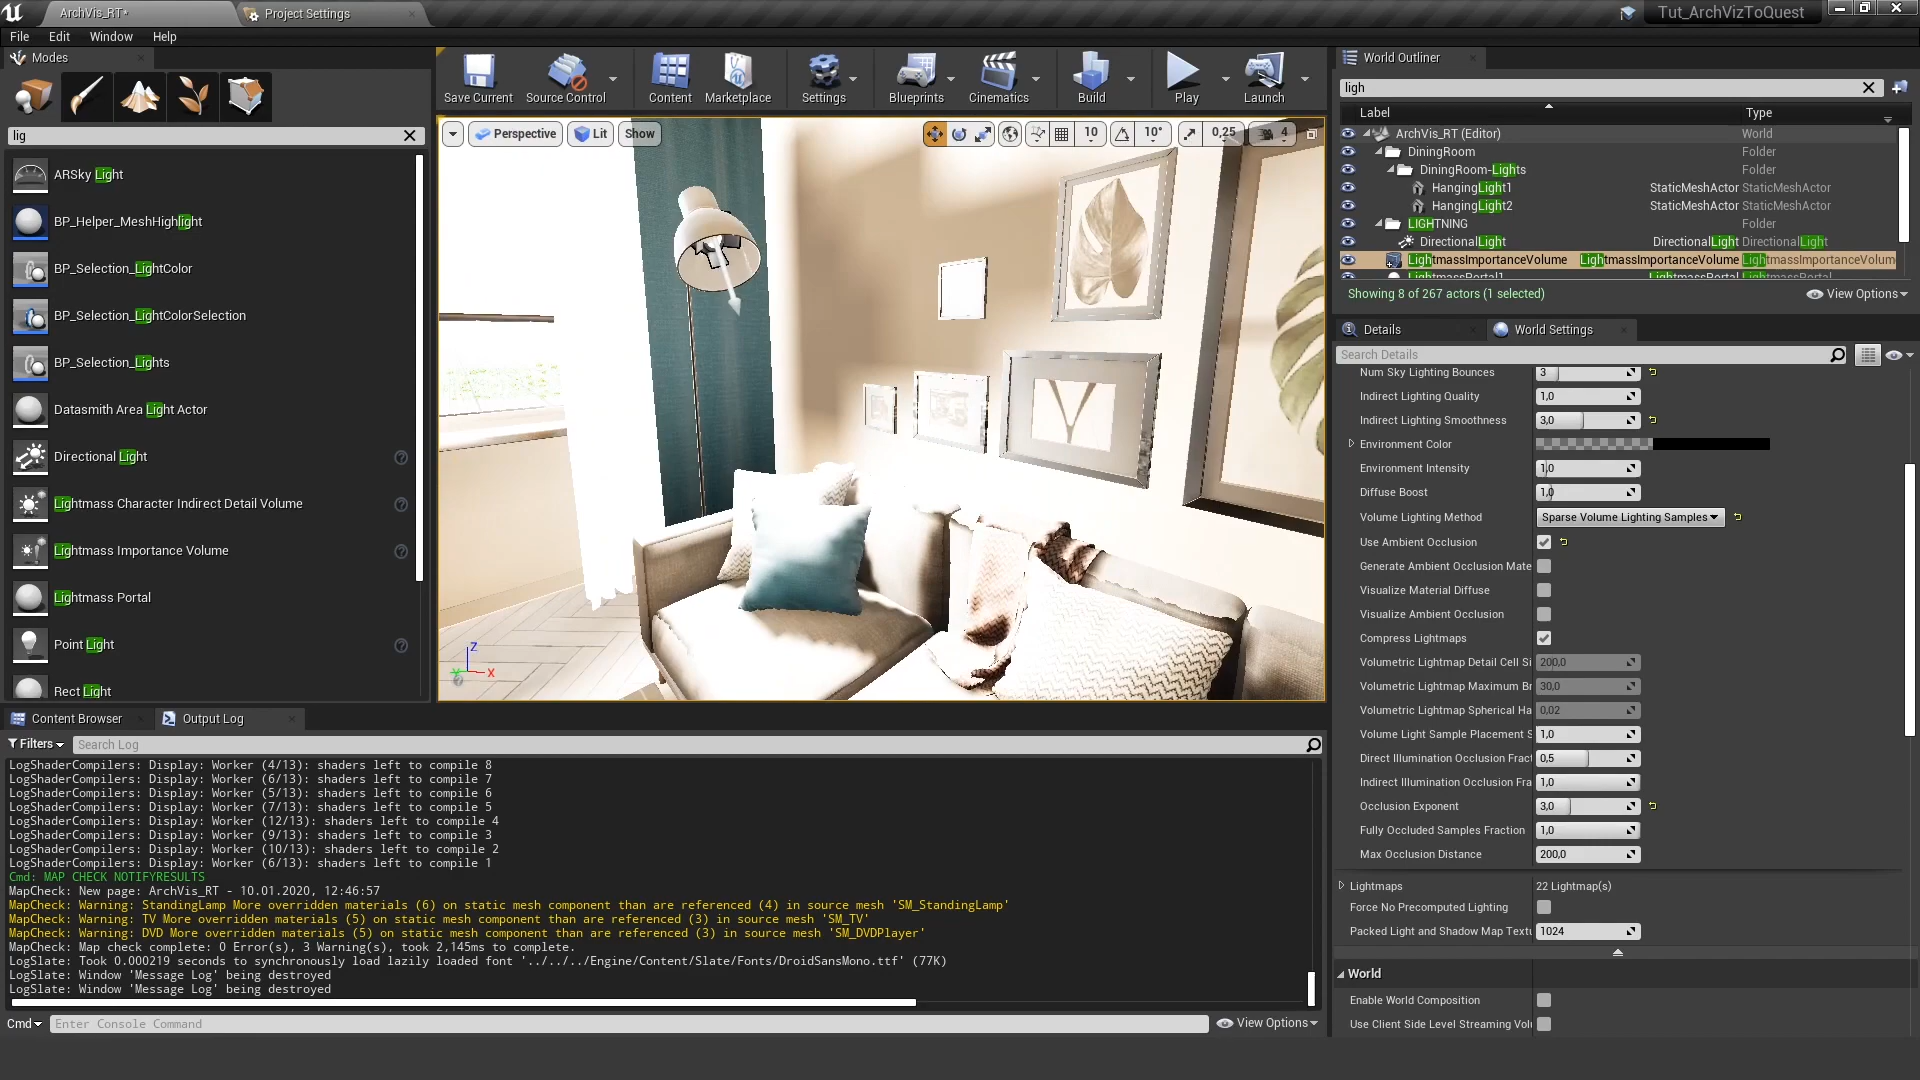 ArchVis_RT*
Project Settings
Tut_ArchVizToQuest
File
Edit
Window
Help
Modes
Save Current
Source Control
Content
Marketplace
Settings
Blueprints
Cinematics
Build
Play
Launch
World Outliner
lig
ligh
Label
Type
ARSky Light
BP_Helper_MeshHighlight
BP_Selection_LightColor
BP_Selection_LightColorSelection
BP_Selection_Lights
Datasmith Area Light Actor
Directional Light
Lightmass Character Indirect Detail Volume
Lightmass Importance Volume
Lightmass Portal
Point Light
Rect Light
Perspective
Lit
Show
10
10°
0,25
4
Z
X
Y
ArchVis_RT (Editor) World
DiningRoom Folder
DiningRoom-Lights Folder
HangingLight1 StaticMeshActor StaticMeshActor
HangingLight2 StaticMeshActor StaticMeshActor
LIGHTNING Folder
DirectionalLight DirectionalLight DirectionalLight
LightmassImportanceVolume LightmassImportanceVolume LightmassImportanceVolum
LightmassPortal1 LightmassPortal LightmassPortal
Showing 8 of 267 actors (1 selected)
View Options
Details
World Settings
Search Details
Num Sky Lighting Bounces 3
Indirect Lighting Quality 1,0
Indirect Lighting Smoothness 3,0
Environment Color
Environment Intensity 1,0
Diffuse Boost 1,0
Volume Lighting Method Sparse Volume Lighting Samples
Use Ambient Occlusion
Generate Ambient Occlusion Mate
Visualize Material Diffuse
Visualize Ambient Occlusion
Compress Lightmaps
Volumetric Lightmap Detail Cell Si 200,0
Volumetric Lightmap Maximum Br 30,0
Volumetric Lightmap Spherical Ha 0,02
Volume Light Sample Placement S 1,0
Direct Illumination Occlusion Fract 0,5
Indirect Illumination Occlusion Fra 1,0
Occlusion Exponent 3,0
Fully Occluded Samples Fraction 1,0
Max Occlusion Distance 200,0
Lightmaps 22 Lightmap(s)
Force No Precomputed Lighting
Packed Light and Shadow Map Textu 1024
World
Enable World Composition
Use Client Side Level Streaming Volu
Content Browser
Output Log
Filters
Search Log
LogShaderCompilers: Display: Worker (4/13): shaders left to compile 8
LogShaderCompilers: Display: Worker (6/13): shaders left to compile 7
LogShaderCompilers: Display: Worker (5/13): shaders left to compile 6
LogShaderCompilers: Display: Worker (7/13): shaders left to compile 5
LogShaderCompilers: Display: Worker (12/13): shaders left to compile 4
LogShaderCompilers: Display: Worker (9/13): shaders left to compile 3
LogShaderCompilers: Display: Worker (10/13): shaders left to compile 2
LogShaderCompilers: Display: Worker (6/13): shaders left to compile 1
Cmd: MAP CHECK NOTIFYRESULTS
MapCheck: New page: ArchVis_RT - 10.01.2020, 12:46:57
MapCheck: Warning: StandingLamp More overridden materials (6) on static mesh component than are referenced (4) in source mesh 'SM_StandingLamp'
MapCheck: Warning: TV More overridden materials (5) on static mesh component than are referenced (3) in source mesh 'SM_TV'
MapCheck: Warning: DVD More overridden materials (5) on static mesh component than are referenced (3) in source mesh 'SM_DVDPlayer'
MapCheck: Map check complete: 0 Error(s), 3 Warning(s), took 2,145ms to complete.
LogSlate: Took 0.000219 seconds to synchronously load lazily loaded font '../../../Engine/Content/Slate/Fonts/DroidSansMono.ttf' (77K)
LogSlate: Window 'Message Log' being destroyed
LogSlate: Window 'Message Log' being destroyed
Cmd
Enter Console Command
View Options